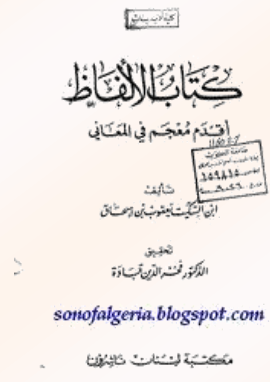 كتاب الألفاظ
أقدم معجم في المعاني
تأليف
ابن السكيت يعقوب بن إسحاق
تحقيق
الدكتور فخر الدين قباوة
sonofalgeria.blogspot.com
مكتبة لبنان ناشرون